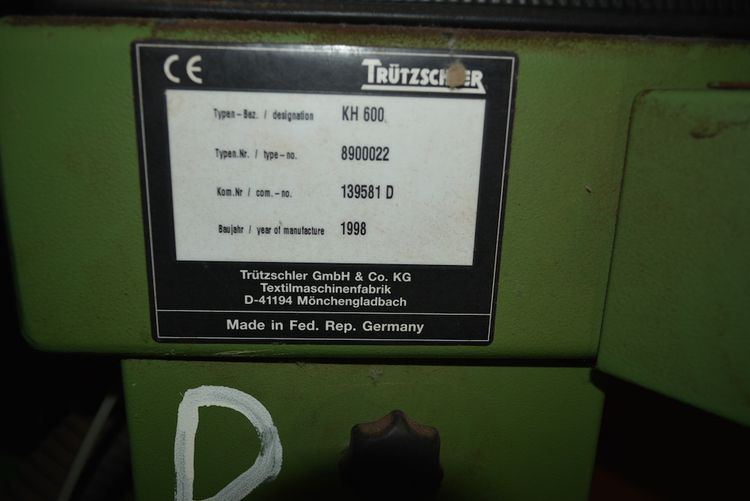 CE TRÜTZSCHLER
Typen-Bez. / designation KH 600
Typen.Nr. / type-no. 8900022
Kom.Nr / com.-no. 139581 D
Baujahr / year of manufacture 1998
Trützschler GmbH & Co. KG
Textilmaschinenfabrik
D-41194 Mönchengladbach
Made in Fed. Rep. Germany
D